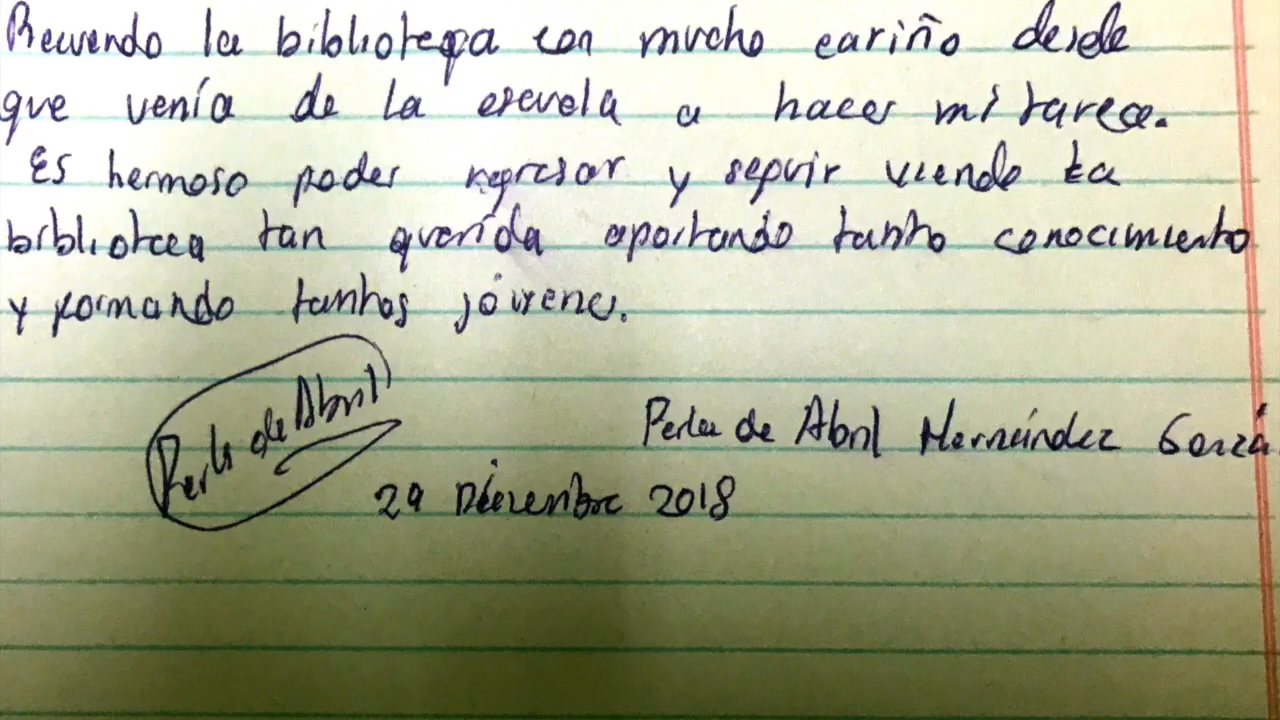 Recuerdo la biblioteca con mucho cariño desde
que venía de la escuela a hacer mi tarea.
Es hermoso poder regresar y seguir viendo la
biblioteca tan querida aportando tanto conocimiento
y formando tantos jóvenes.
Perla de Abril
Perla de Abril Hernández Garza
29 Diciembre 2018